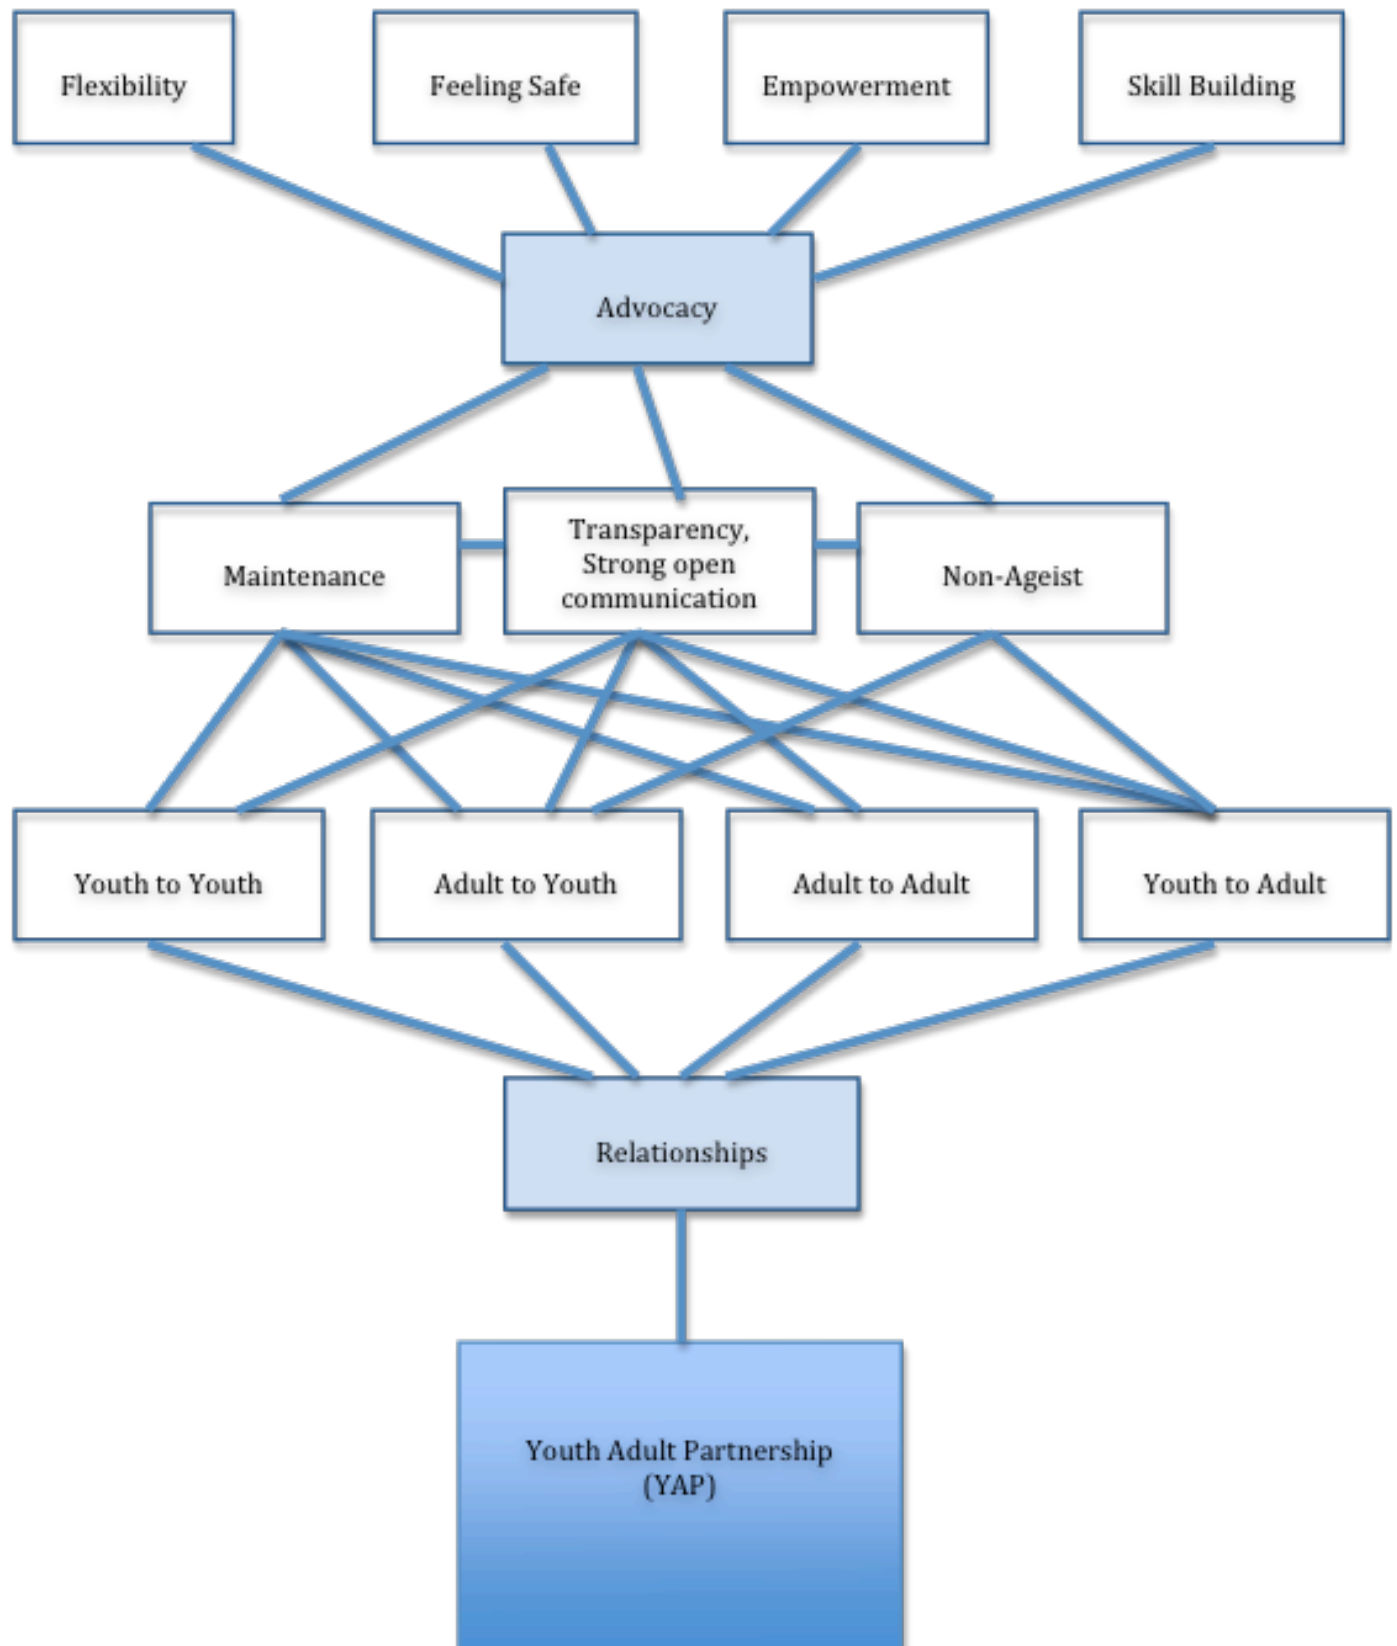 Flexibility
Feeling Safe
Empowerment
Skill Building
Advocacy
Maintenance
Transparency,
Strong open
communication
Non-Ageist
Youth to Youth
Adult to Youth
Adult to Adult
Youth to Adult
Relationships
Youth Adult Partnership
(YAP)